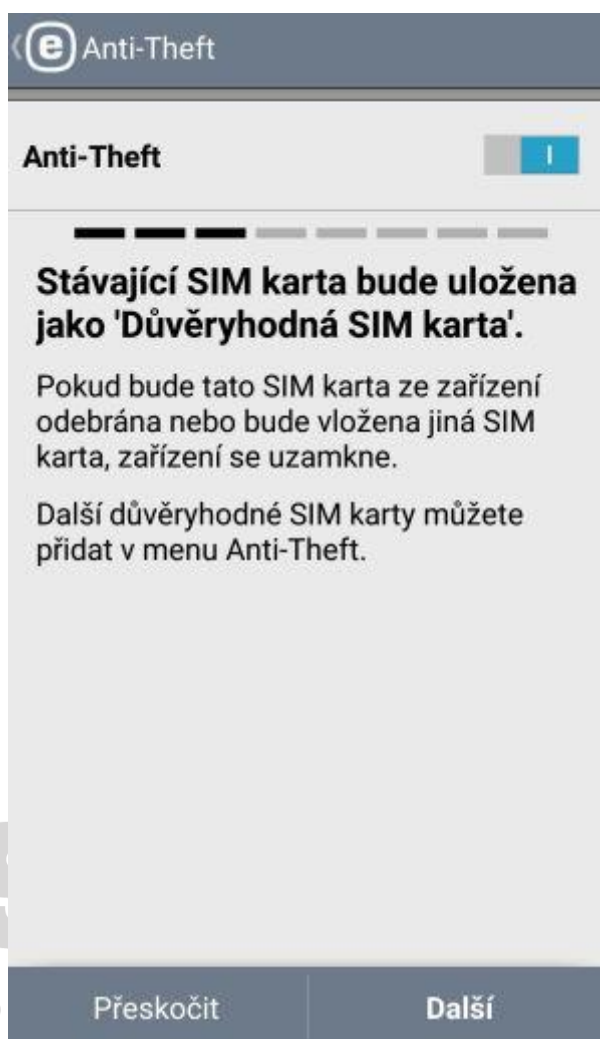 e Anti-Theft
Anti-Theft
Stávající SIM karta bude uložena
jako 'Důvěryhodná SIM karta'.
Pokud bude tato SIM karta ze zařízení
odebrána nebo bude vložena jiná SIM
karta, zařízení se uzamkne.
Další důvěryhodné SIM karty můžete
přidat v menu Anti-Theft.
Přeskočit Další